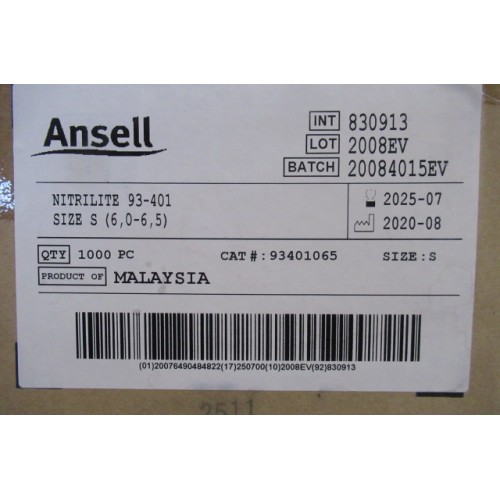 Ansell
INT 830913
LOT 2008EV
BATCH 20084015EV
NITRILITE 93-401
SIZE S (6,0-6,5)
2025-07
2020-08
QTY 1000 PC CAT#:93401065 SIZE:S
PRODUCT OF MALAYSIA
(01)20076490484822(17)250700(10)2008EV(92)830913
2511